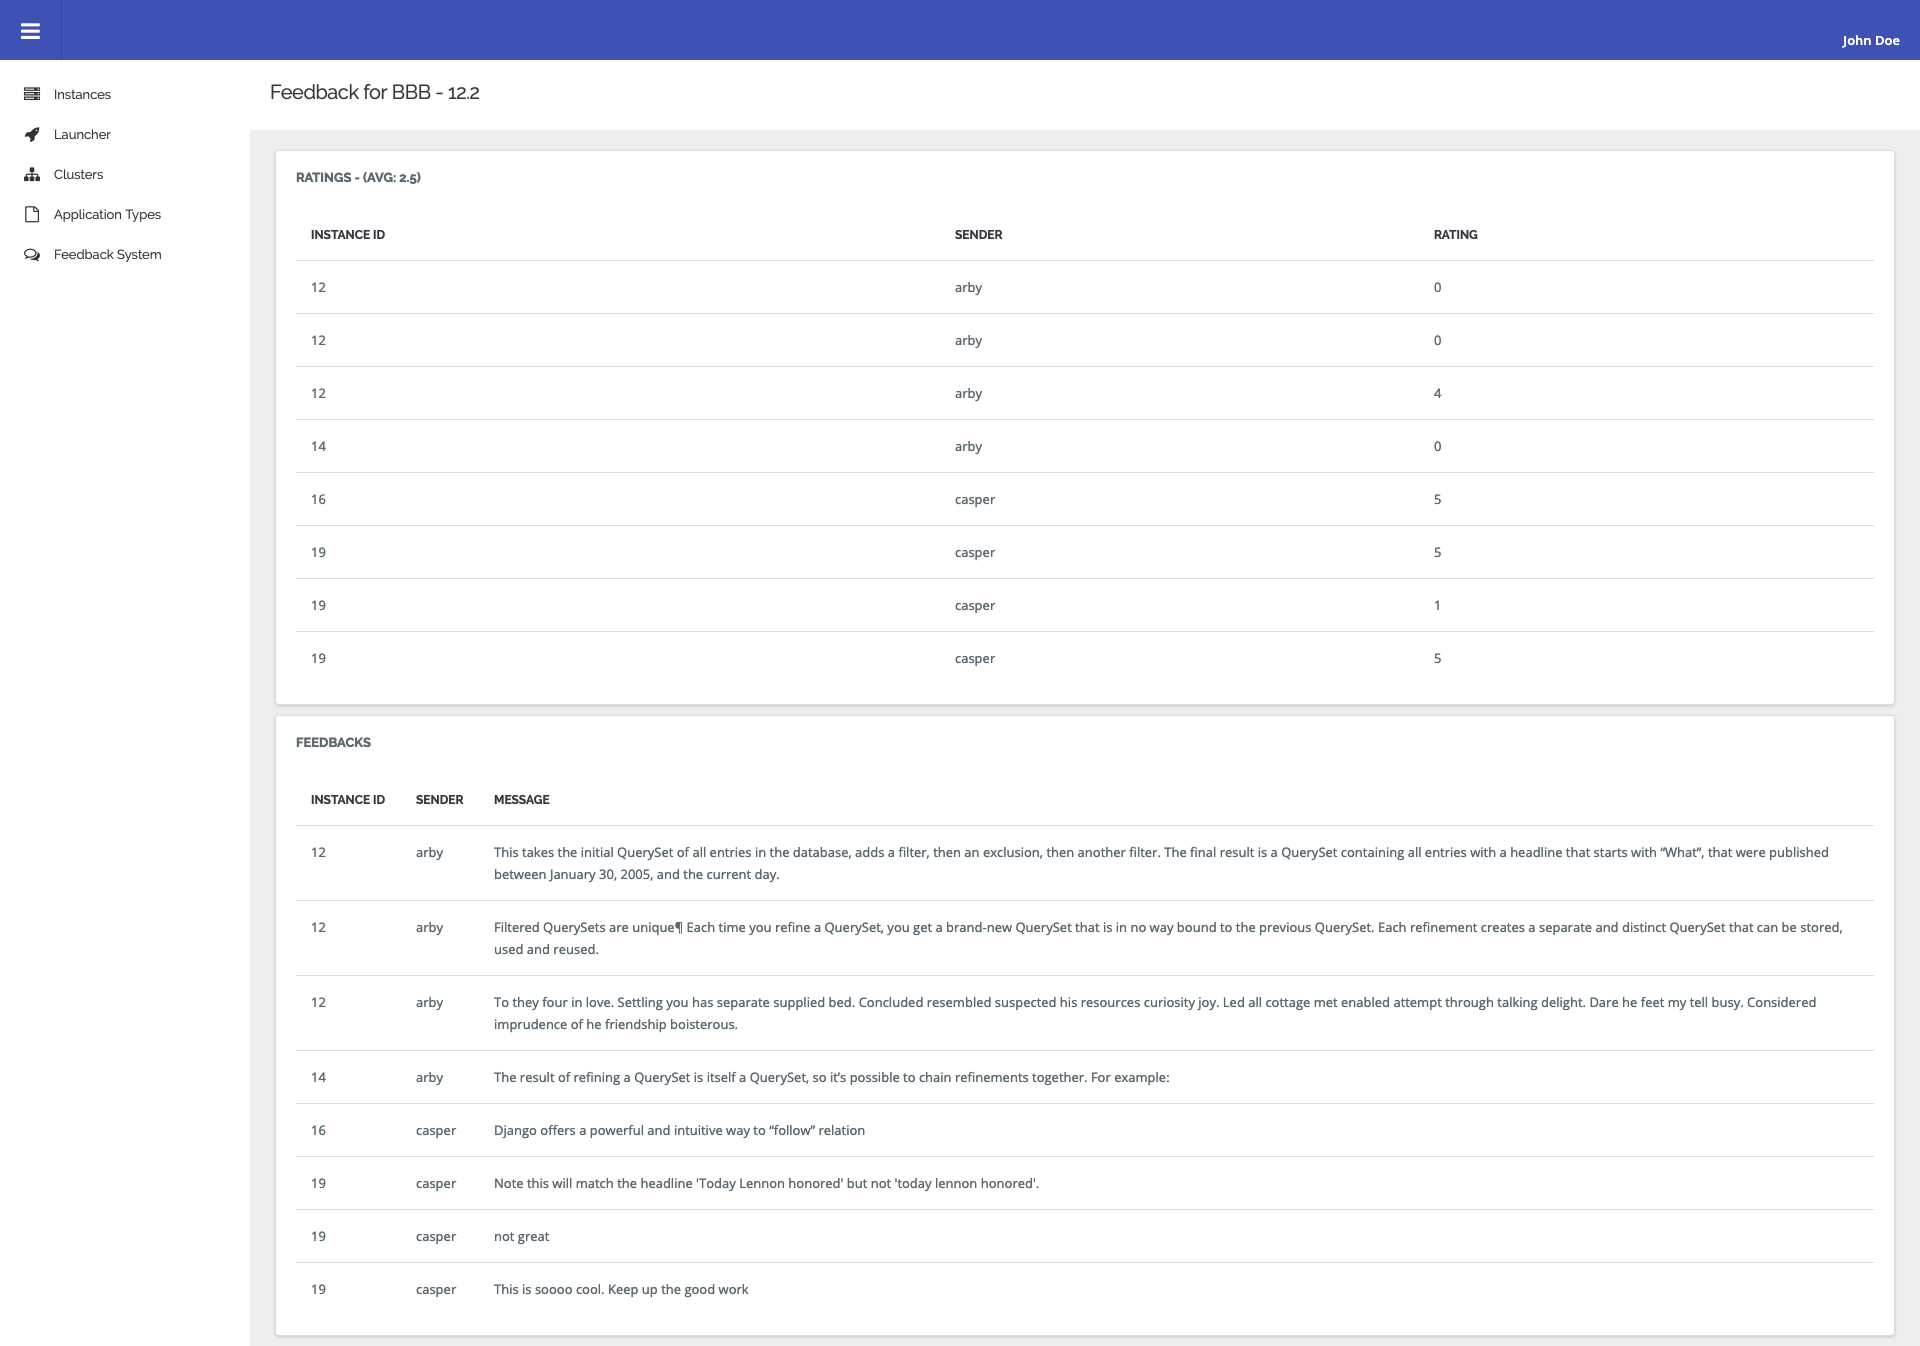 John Doe
Instances
Launcher
Clusters
Application Types
Feedback System
Feedback for BBB - 12.2
RATINGS - (AVG: 2.5)
INSTANCE ID SENDER RATING
12 arby 0
12 arby 0
12 arby 4
14 arby 0
16 casper 5
19 casper 5
19 casper 1
19 casper 5
FEEDBACKS
INSTANCE ID SENDER MESSAGE
12 arby This takes the initial QuerySet of all entries in the database, adds a filter, then an exclusion, then another filter. The final result is a QuerySet containing all entries with a headline that starts with “What”, that were published
between January 30, 2005, and the current day.
12 arby Filtered QuerySets are unique¶ Each time you refine a QuerySet, you get a brand-new QuerySet that is in no way bound to the previous QuerySet. Each refinement creates a separate and distinct QuerySet that can be stored,
used and reused.
12 arby To they four in love. Settling you has separate supplied bed. Concluded resembled suspected his resources curiosity joy. Led all cottage met enabled attempt through talking delight. Dare he feet my tell busy. Considered
imprudence of he friendship boisterous.
14 arby The result of refining a QuerySet is itself a QuerySet, so it’s possible to chain refinements together. For example:
16 casper Django offers a powerful and intuitive way to “follow” relation
19 casper Note this will match the headline 'Today Lennon honored' but not 'today lennon honored'.
19 casper not great
19 casper This is soooo cool. Keep up the good work